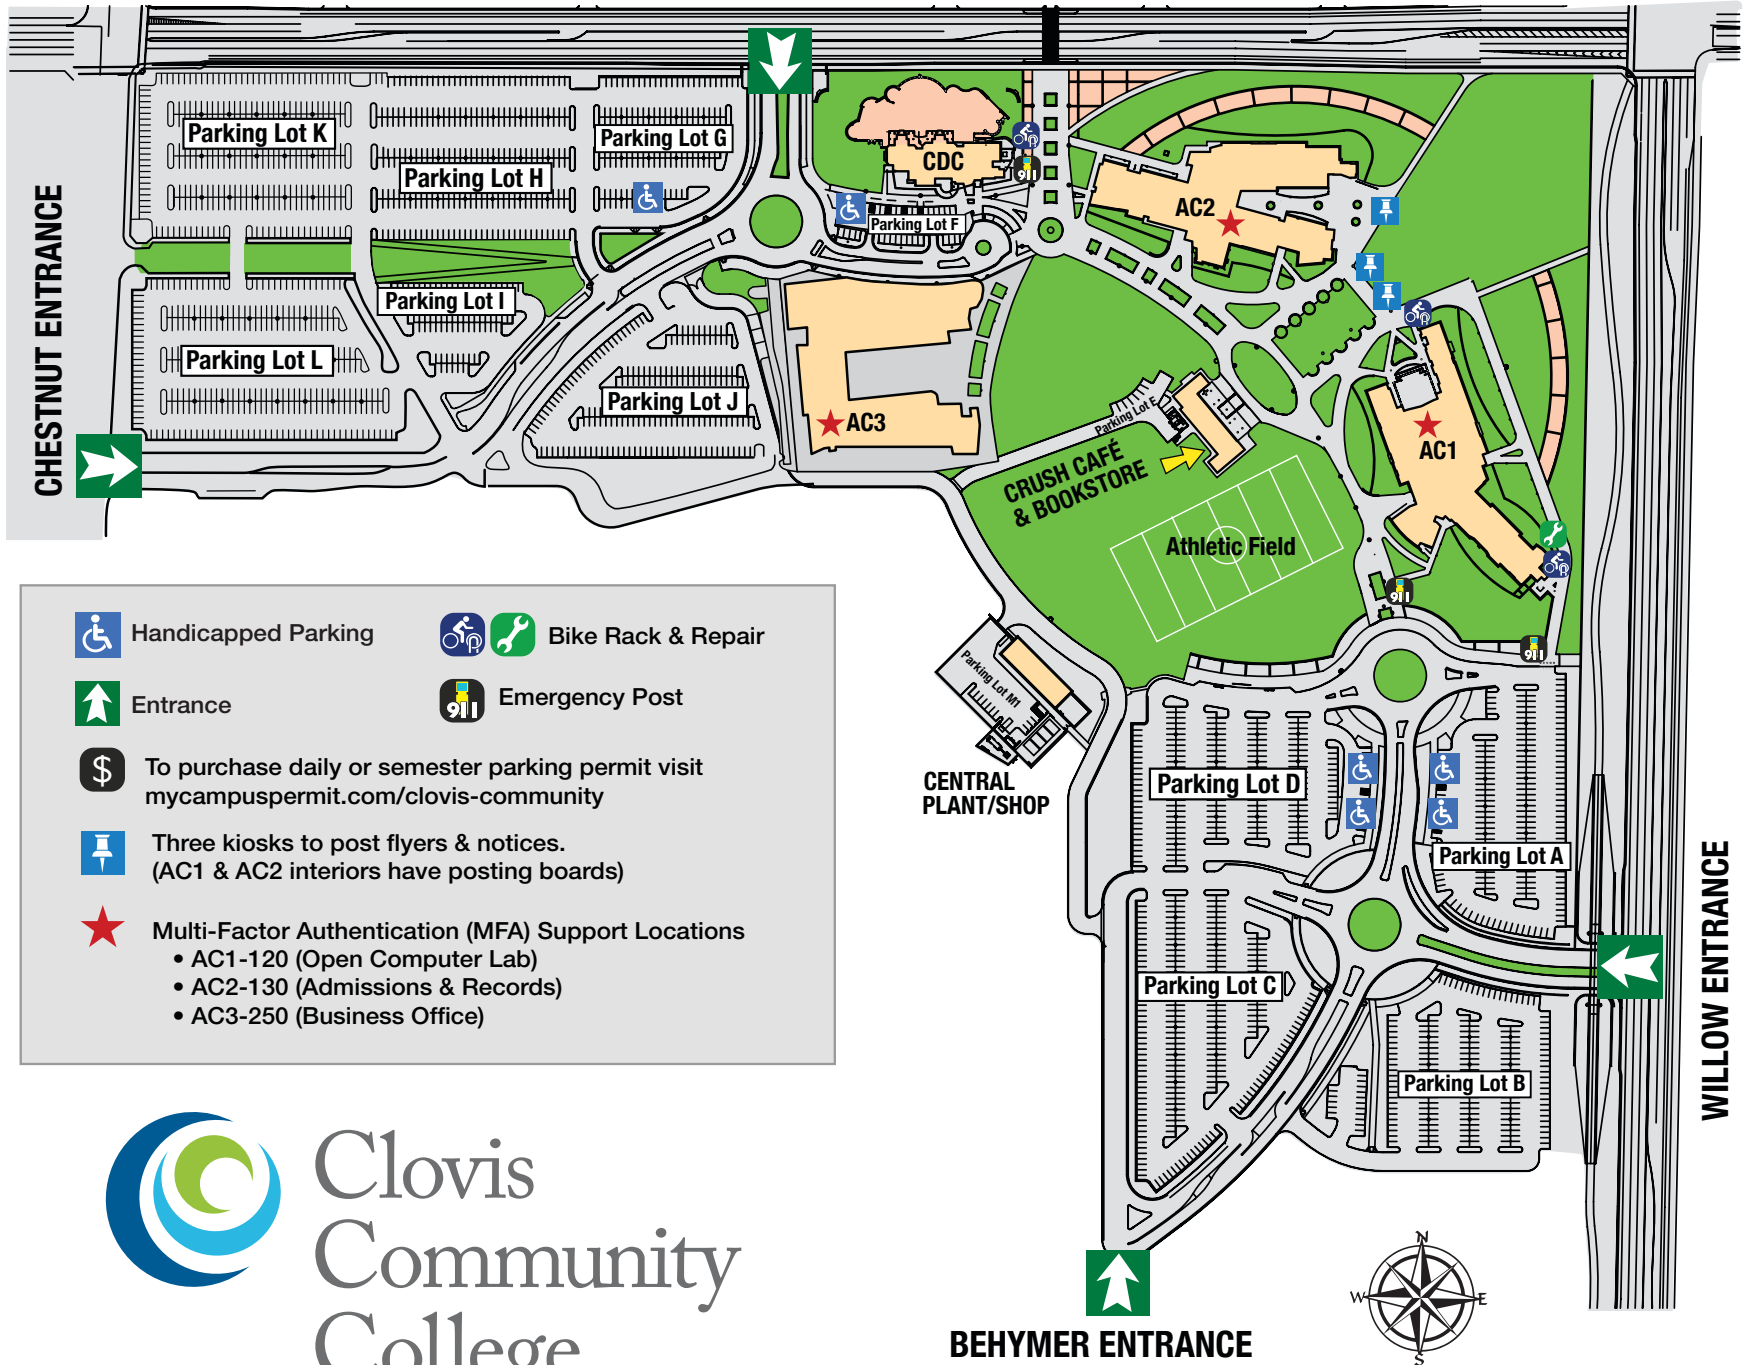 Parking Lot K
Parking Lot H
Parking Lot G
CDC
911
Parking Lot F
AC2
CHESTNUT ENTRANCE
Parking Lot I
Parking Lot L
Parking Lot J
AC3
Parking Lot E
CRUSH CAFÉ
& BOOKSTORE
AC1
Athletic Field
911
911
Parking Lot M1
CENTRAL
PLANT/SHOP
Parking Lot D
Parking Lot A
Parking Lot C
Parking Lot B
WILLOW ENTRANCE
BEHYMER ENTRANCE
N
W
E
S
Handicapped Parking
Bike Rack & Repair
Entrance
911
Emergency Post
$
To purchase daily or semester parking permit visit
mycampuspermit.com/clovis-community
Three kiosks to post flyers & notices.
(AC1 & AC2 interiors have posting boards)
Multi-Factor Authentication (MFA) Support Locations
• AC1-120 (Open Computer Lab)
• AC2-130 (Admissions & Records)
• AC3-250 (Business Office)
Clovis
Community
College